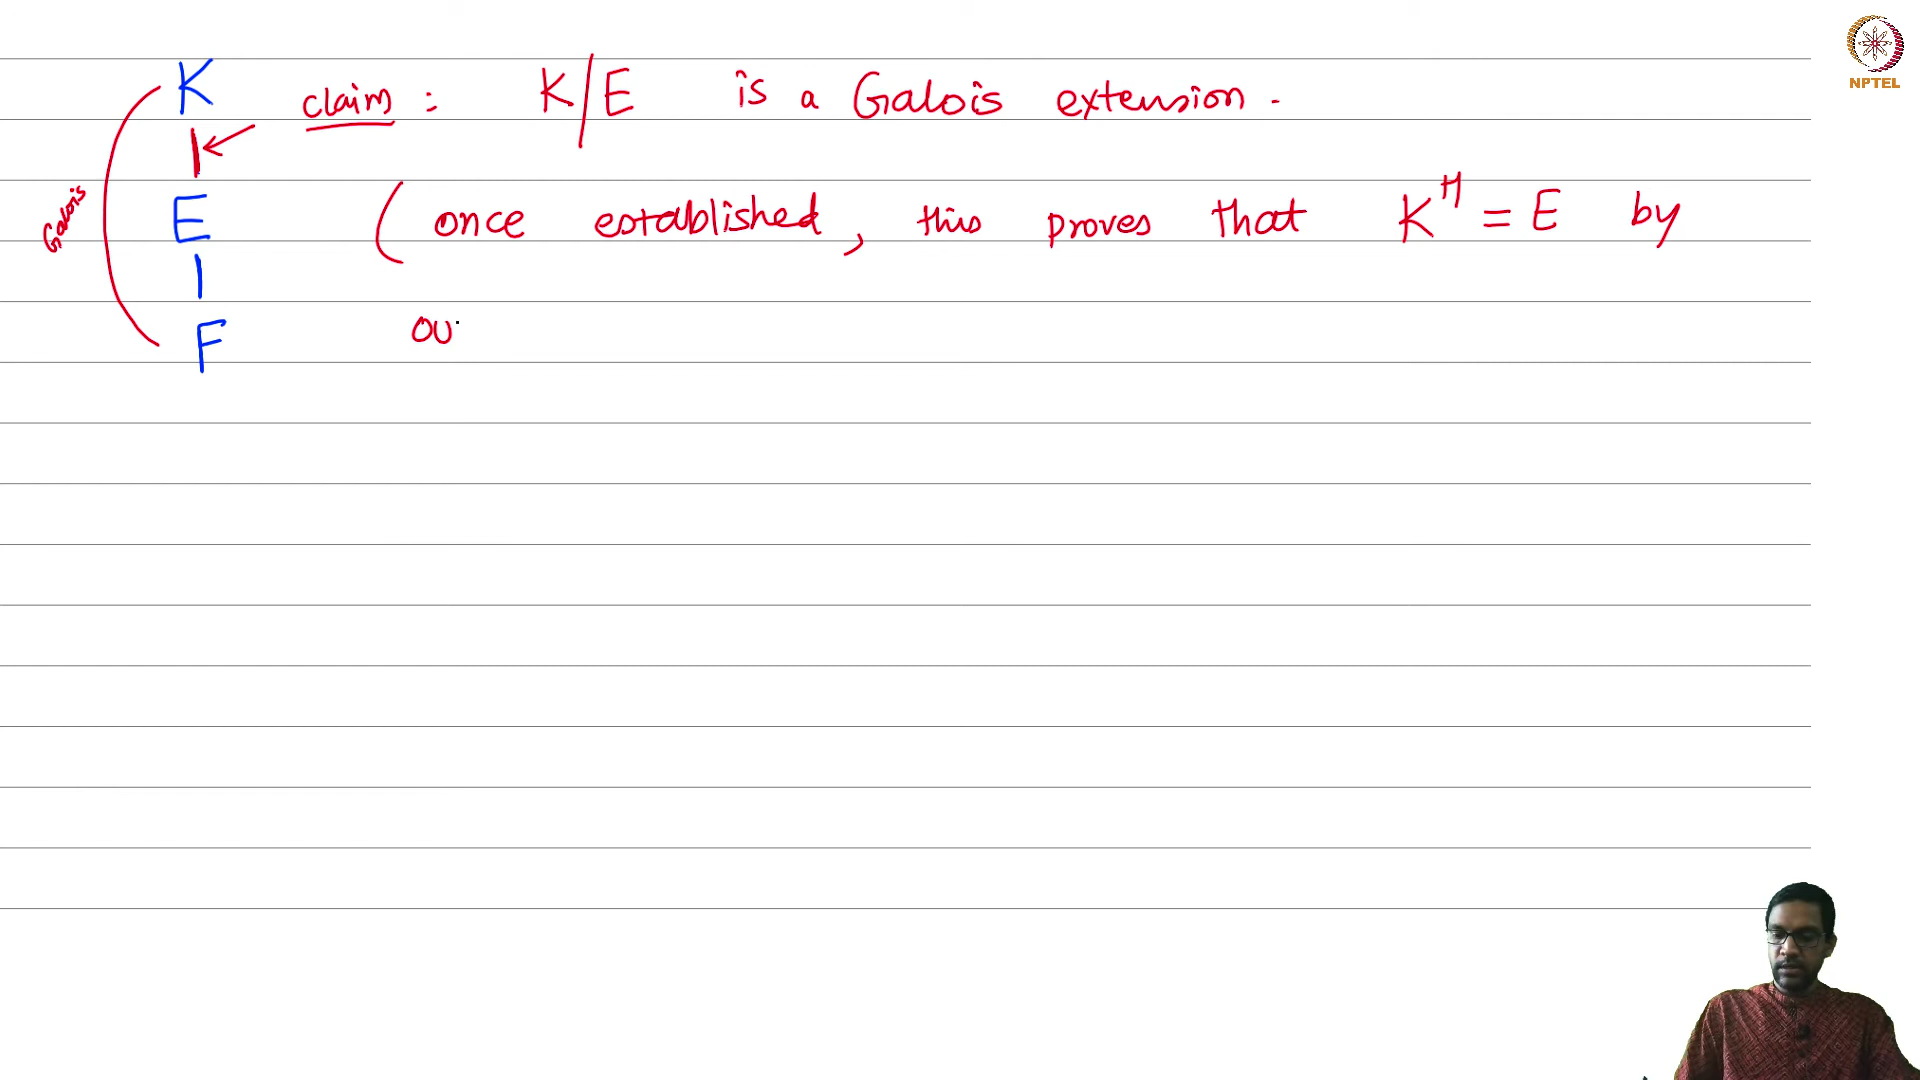 K claim : K/E is a Galois extension .
Galois
E ( once established , this proves that K^H = E by
F ou
NPTEL